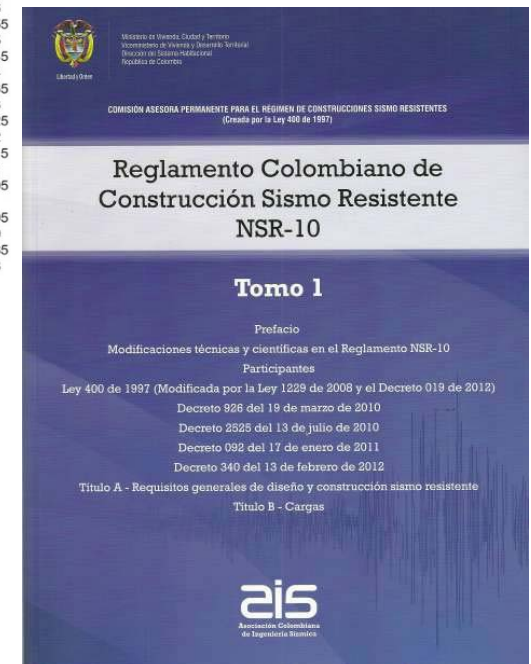 Ministerio de Vivienda, Ciudad y Territorio
Viceministerio de Vivienda y Desarrollo Territorial
Dirección del Sistema Habitacional
República de Colombia
Libertad y Orden
COMISIÓN ASESORA PERMANENTE PARA EL RÉGIMEN DE CONSTRUCCIONES SISMO RESISTENTES
(Creada por la Ley 400 de 1997)
Reglamento Colombiano de
Construcción Sismo Resistente
NSR-10
Tomo 1
Prefacio
Modificaciones técnicas y científicas en el Reglamento NSR-10
Participantes
Ley 400 de 1997 (Modificada por la Ley 1229 de 2008 y el Decreto 019 de 2012)
Decreto 926 del 19 de marzo de 2010
Decreto 2525 del 13 de julio de 2010
Decreto 092 del 17 de enero de 2011
Decreto 340 del 13 de febrero de 2012
Título A - Requisitos generales de diseño y construcción sismo resistente
Título B - Cargas
ais
Asociación Colombiana
de Ingeniería Sísmica